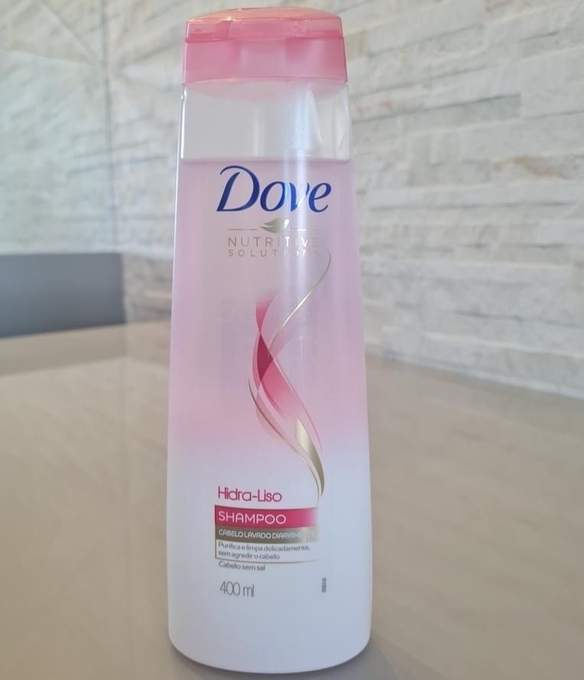 Dove
NUTRITIVE
SOLUTIONS
Hidra-Liso
SHAMPOO
CABELO LAVADO
Purifica e limpa delicadamente,
sem agredir o cabelo
Cabelo sem sal
400 ml